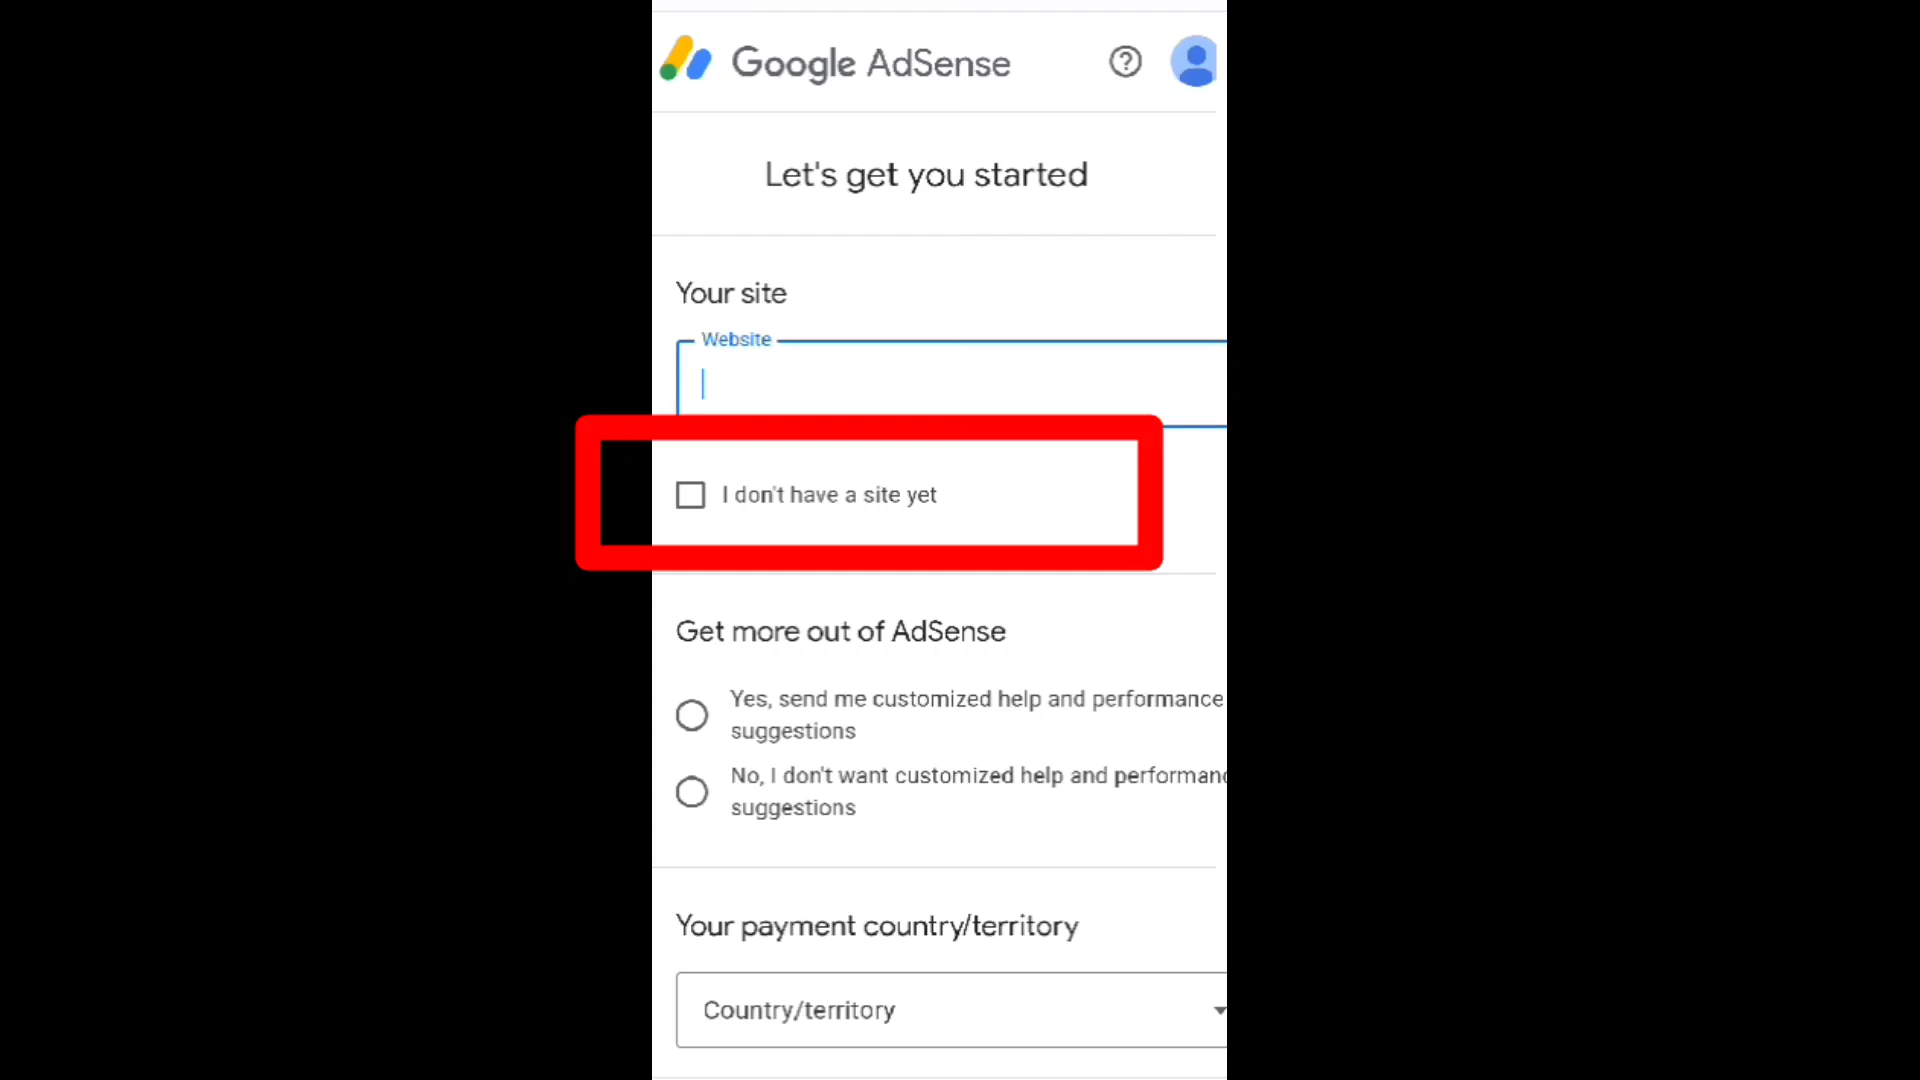 Google AdSense
Let's get you started
Your site
Website
I don't have a site yet
Get more out of AdSense
Yes, send me customized help and performance
suggestions
No, I don't want customized help and performanc
suggestions
Your payment country/territory
Country/territory